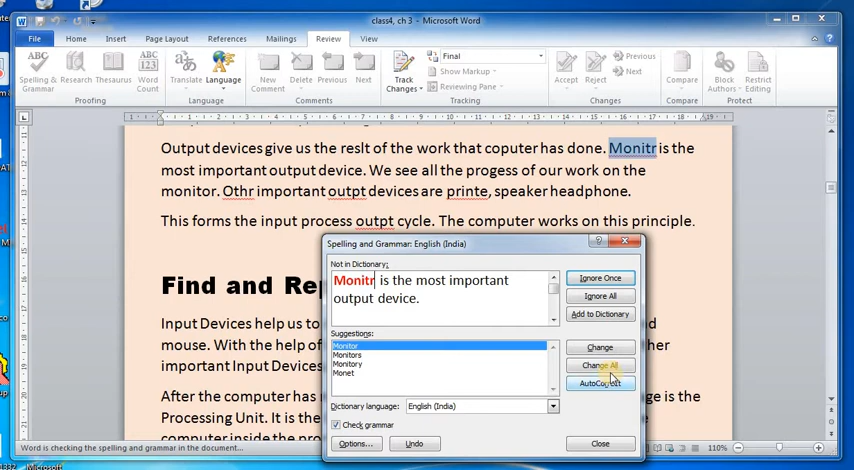 class4, ch 3 - Microsoft Word
File Home Insert Page Layout References Mailings Review View
Spelling & Grammar Research Thesaurus Word Count Translate Language New Comment Delete Previous Next Track Changes Final Show Markup Reviewing Pane Accept Reject Previous Next Compare Block Authors Restrict Editing
Proofing Language Comments Tracking Changes Compare Protect
Output devices give us the reslt of the work that coputer has done. Monitr is the
most important output device. We see all the progess of our work on the
monitor. Othr important outpt devices are printe, speaker headphone.
This forms the input process outpt cycle. The computer works on this principle.
Spelling and Grammar: English (India)
Not in Dictionary:
Monitr is the most important
output device.
Ignore Once
Ignore All
Add to Dictionary
Suggestions:
Monitor
Monitors
Monitory
Monet
Change
Change All
AutoCorrect
Dictionary language: English (India)
Check grammar
Options... Undo Close
Find and Rep
Input Devices help us to
mouse. With the help of
important Input Devices
After the computer has
Processing Unit. It is the
computer inside the
Word is checking the spelling and grammar in the document... 110%
Microsoft